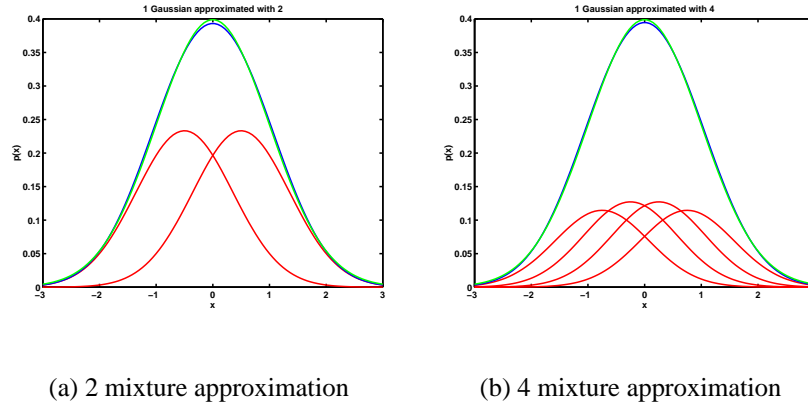 1 Gaussian approximated with 2
0.4
0.35
0.3
0.25
0.2
0.15
0.1
0.05
0
p(x)
−3 −2 −1 0 1 2 3
x
(a) 2 mixture approximation
1 Gaussian approximated with 4
0.4
0.35
0.3
0.25
0.2
0.15
0.1
0.05
0
p(x)
−3 −2 −1 0 1 2
x
(b) 4 mixture approximation